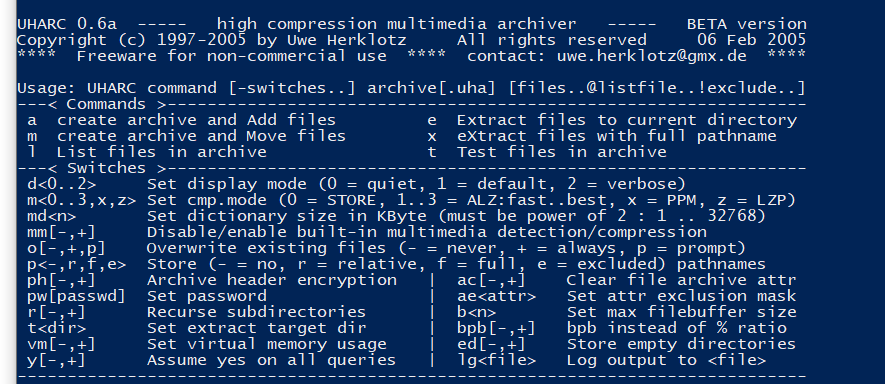 UHARC 0.6a  -----   high compression multimedia archiver   -----   BETA version
Copyright (c) 1997-2005 by Uwe Herklotz     All rights reserved     06 Feb 2005
****  Freeware for non-commercial use  ****  contact: uwe.herklotz@gmx.de  ****
Usage: UHARC command [-switches..] archive[.uha] [files..@listfile..!exclude..]
---< Commands >----------------------------------------------------------------
a  create archive and Add files         e  Extract files to current directory
m  create archive and Move files        x  eXtract files with full pathname
l  List files in archive                t  Test files in archive
---< Switches >----------------------------------------------------------------
d<0..2>     Set display mode (0 = quiet, 1 = default, 2 = verbose)
m<0..3,x,z> Set cmp.mode (0 = STORE, 1..3 = ALZ:fast..best, x = PPM, z = LZP)
md<n>       Set dictionary size in KByte (must be power of 2 : 1 .. 32768)
mm[-,+]     Disable/enable built-in multimedia detection/compression
o[-,+,p]    Overwrite existing files (- = never, + = always, p = prompt)
p<-,r,f,e>  Store (- = no, r = relative, f = full, e = excluded) pathnames
ph[-,+]     Archive header encryption   |  ac[-,+]    Clear file archive attr
pw[passwd]  Set password                |  ae<attr>   Set attr exclusion mask
r[-,+]      Recurse subdirectories      |  b<n>       Set max filebuffer size
t<dir>      Set extract target dir      |  bpb[-,+]   bpb instead of % ratio
vm[-,+]     Set virtual memory usage    |  ed[-,+]    Store empty directories
y[-,+]      Assume yes on all queries   |  lg<file>   Log output to <file>
-------------------------------------------------------------------------------